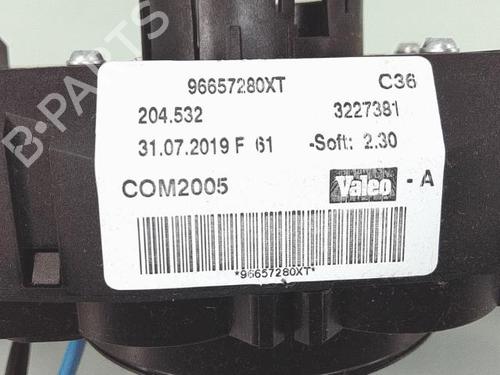 96657280XT C36
204.532 3227381
31.07.2019 F 61 -Soft: 2.30
COM2005 Valeo - A
*96657280XT*
B-PARTS